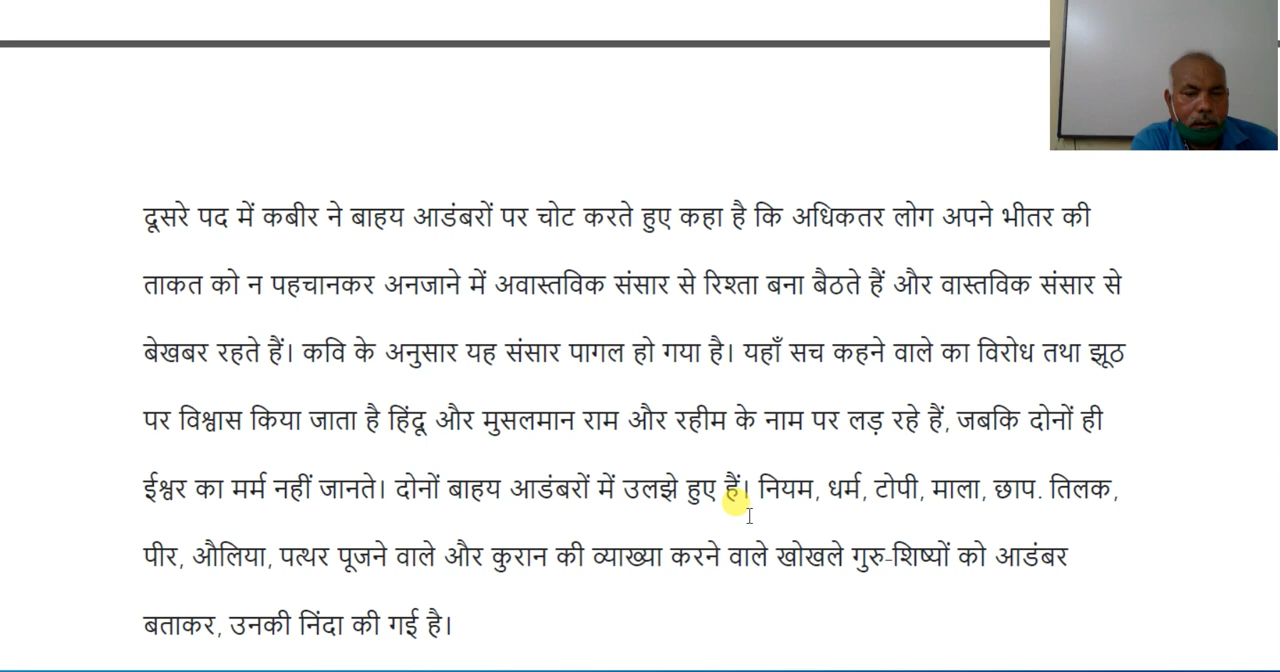 दूसरे पद में कबीर ने बाहय आडंबरों पर चोट करते हुए कहा है कि अधिकतर लोग अपने भीतर की
ताकत को न पहचानकर अनजाने में अवास्तविक संसार से रिश्ता बना बैठते हैं और वास्तविक संसार से
बेखबर रहते हैं। कवि के अनुसार यह संसार पागल हो गया है। यहाँ सच कहने वाले का विरोध तथा झूठ
पर विश्वास किया जाता है हिंदू और मुसलमान राम और रहीम के नाम पर लड़ रहे हैं, जबकि दोनों ही
ईश्वर का मर्म नहीं जानते। दोनों बाहय आडंबरों में उलझे हुए हैं। नियम, धर्म, टोपी, माला, छाप. तिलक,
पीर, औलिया, पत्थर पूजने वाले और कुरान की व्याख्या करने वाले खोखले गुरु-शिष्यों को आडंबर
बताकर, उनकी निंदा की गई है।